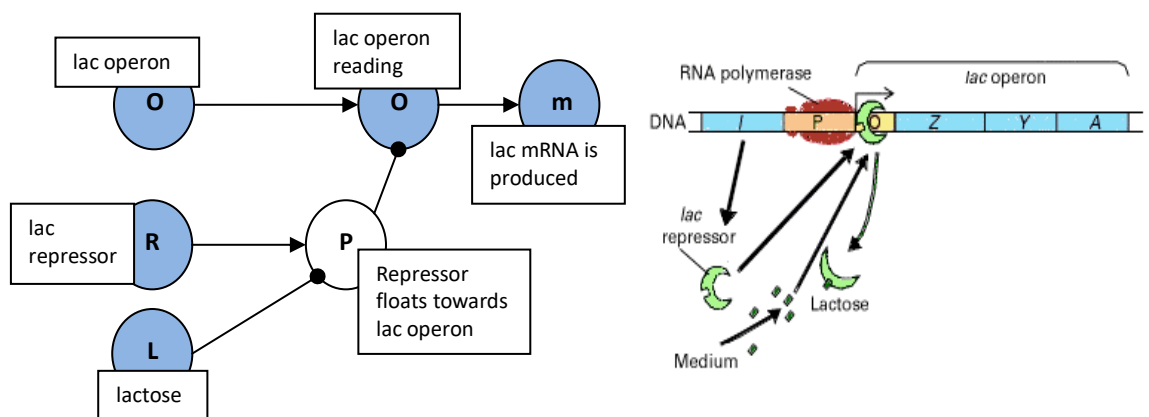 lac operon
O
lac operon
reading
O
m
lac mRNA is
produced
lac
repressor
R
P
Repressor
floats towards
lac operon
L
lactose
RNA polymerase
lac operon
DNA
I
P
O
Z
Y
A
lac
repressor
Lactose
Medium